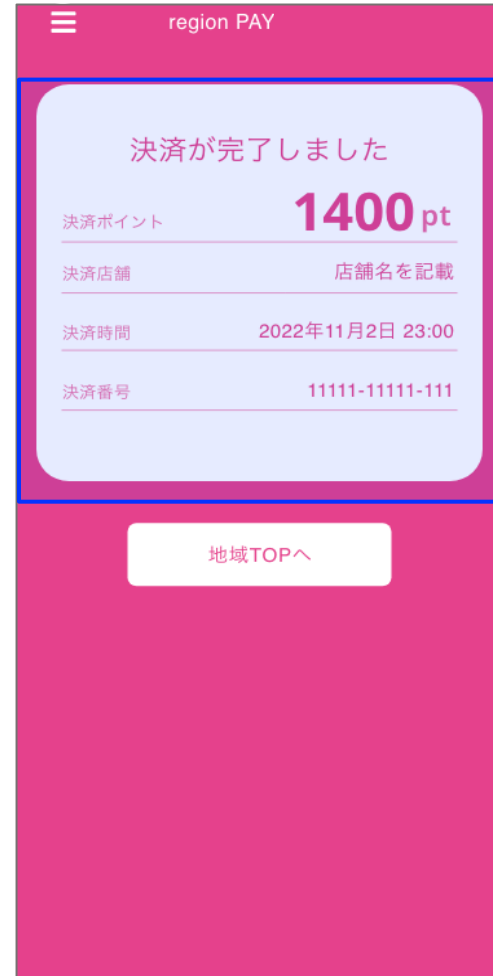 region PAY
決済が完了しました
決済ポイント 1400 pt
決済店舗 店舗名を記載
決済時間 2022年11月2日 23:00
決済番号 11111-11111-111
地域TOPへ